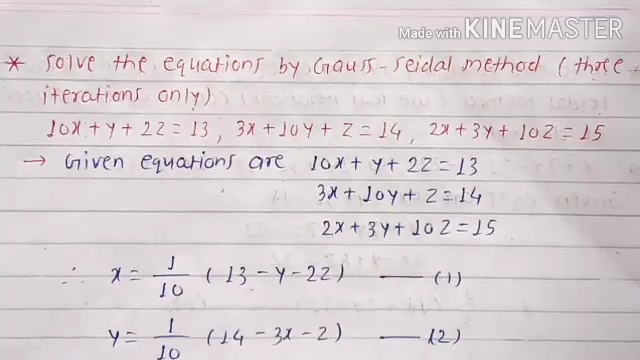 Made with KINEMASTER
* Solve the equations by Gauss-Seidal method (three
iterations only)
10x+y+2z=13, 3x+10y+z=14, 2x+3y+10z=15
→ Given equations are 10x+y+2z=13
3x+10y+z=14
2x+3y+10z=15
∴ x = 1/10 (13-y-2z) — (1)
y = 1/10 (14-3x-z) — (2)